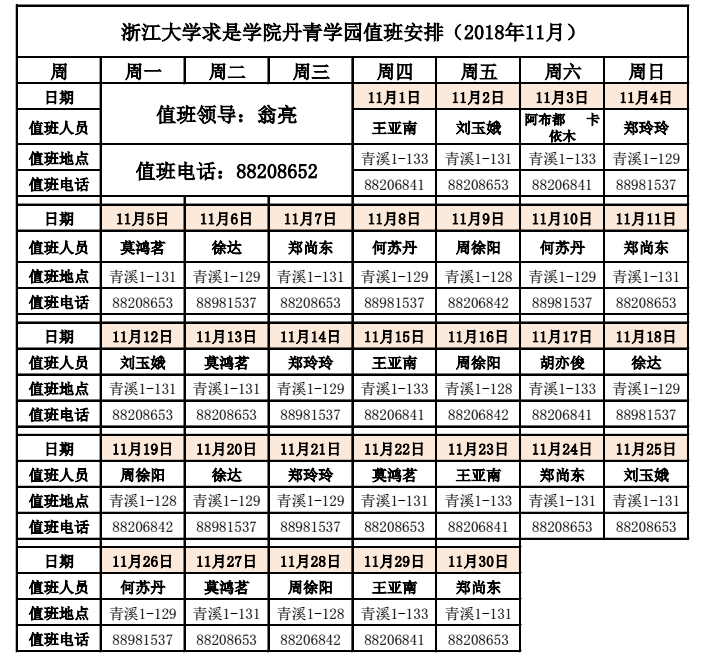 浙江大学求是学院丹青学园值班安排（2018年11月）
周 周一 周二 周三 周四 周五 周六 周日
日期 值班领导：翁亮 11月1日 11月2日 11月3日 11月4日
值班人员 王亚南 刘玉娥 阿布都 卡依木 郑玲玲
值班地点 值班电话：88208652 青溪1-133 青溪1-131 青溪1-133 青溪1-129
值班电话 88206841 88208653 88206841 88981537
日期 11月5日 11月6日 11月7日 11月8日 11月9日 11月10日 11月11日
值班人员 莫鸿茗 徐达 郑尚东 何苏丹 周徐阳 何苏丹 郑尚东
值班地点 青溪1-131 青溪1-129 青溪1-131 青溪1-129 青溪1-128 青溪1-129 青溪1-131
值班电话 88208653 88981537 88208653 88981537 88206842 88981537 88208653
日期 11月12日 11月13日 11月14日 11月15日 11月16日 11月17日 11月18日
值班人员 刘玉娥 莫鸿茗 郑玲玲 王亚南 周徐阳 胡亦俊 徐达
值班地点 青溪1-131 青溪1-131 青溪1-129 青溪1-133 青溪1-128 青溪1-133 青溪1-129
值班电话 88208653 88208653 88981537 88206841 88206842 88206841 88981537
日期 11月19日 11月20日 11月21日 11月22日 11月23日 11月24日 11月25日
值班人员 周徐阳 徐达 郑玲玲 莫鸿茗 王亚南 郑尚东 刘玉娥
值班地点 青溪1-128 青溪1-129 青溪1-129 青溪1-131 青溪1-133 青溪1-131 青溪1-131
值班电话 88206842 88981537 88981537 88208653 88206841 88208653 88208653
日期 11月26日 11月27日 11月28日 11月29日 11月30日
值班人员 何苏丹 莫鸿茗 周徐阳 王亚南 郑尚东
值班地点 青溪1-129 青溪1-131 青溪1-128 青溪1-133 青溪1-131
值班电话 88981537 88208653 88206842 88206841 88208653